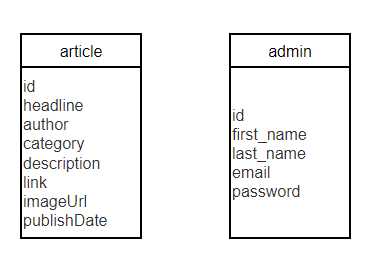 article
id
headline
author
category
description
link
imageUrl
publishDate
admin
id
first_name
last_name
email
password